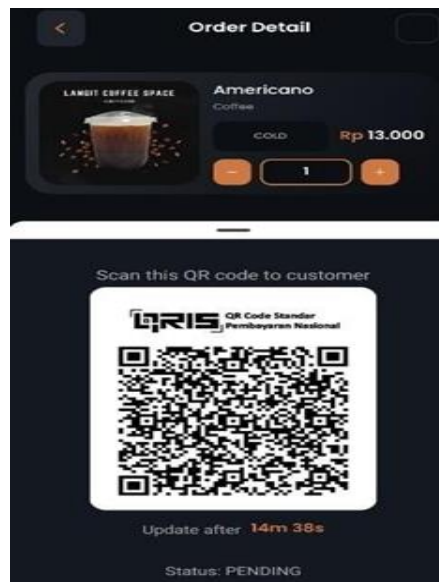 Order Detail
LANGIT COFFEE SPACE
Americano
Coffee
COLD
Rp 13.000
1
Scan this QR code to customer
QRIS
QR Code Standar
Pembayaran Nasional
Update after 14m 38s
Status: PENDING